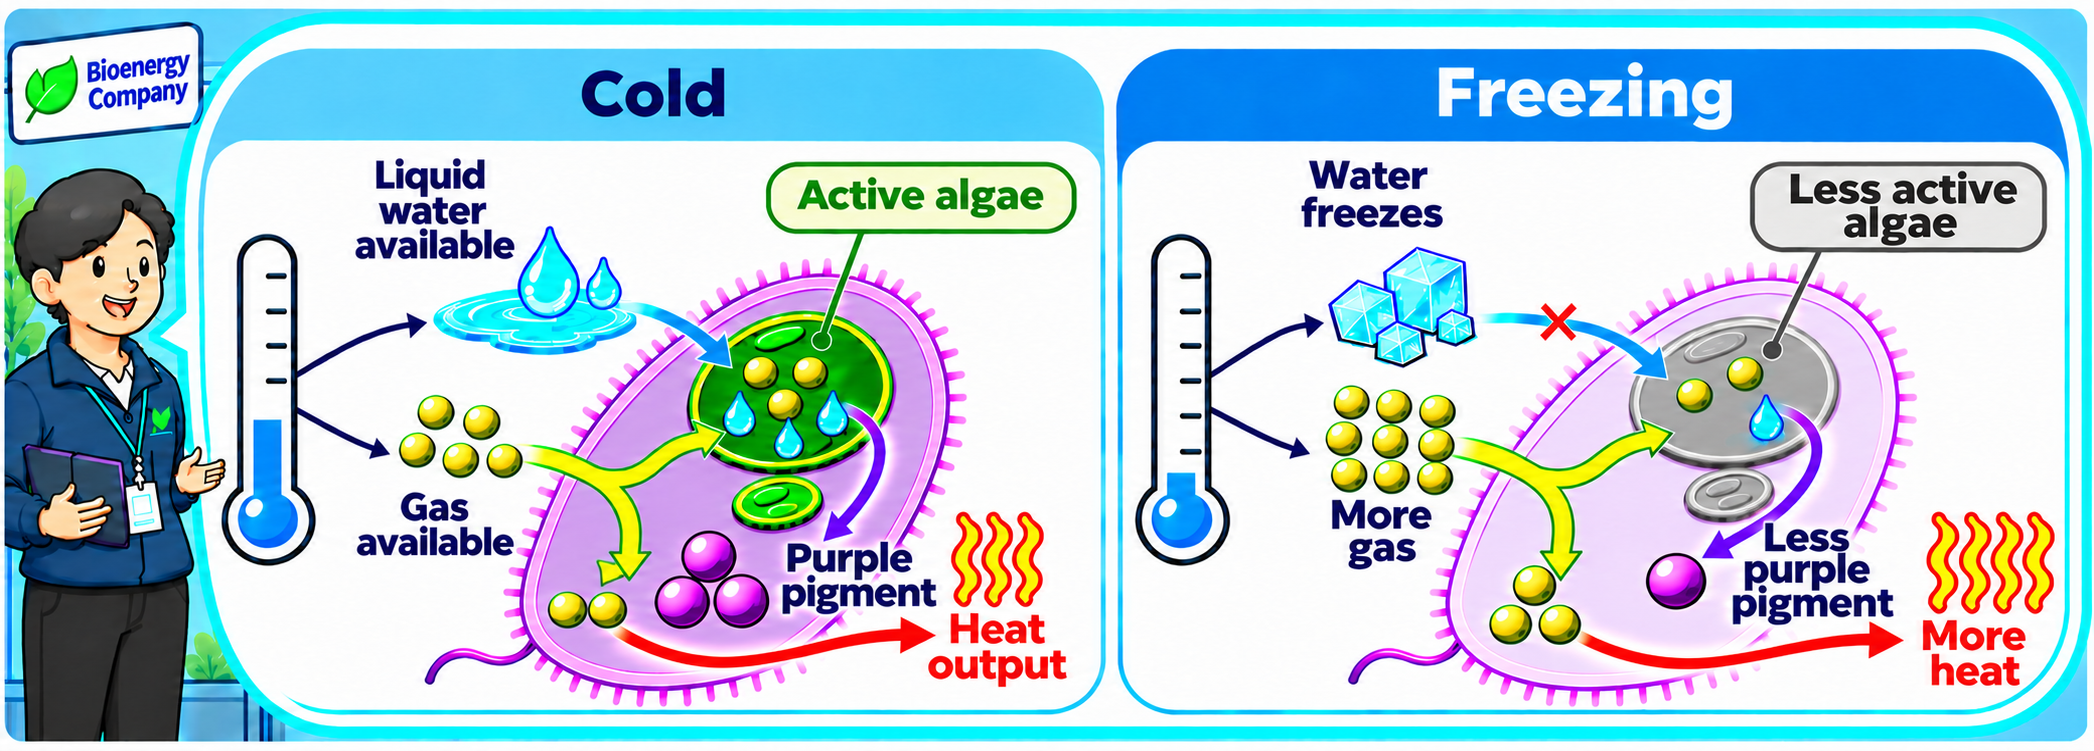 Bioenergy
Company
Cold
Liquid
water
available
Active algae
Gas
available
Purple
pigment
Heat
output
Freezing
Water
freezes
Less active
algae
More
gas
Less
purple
pigment
More
heat